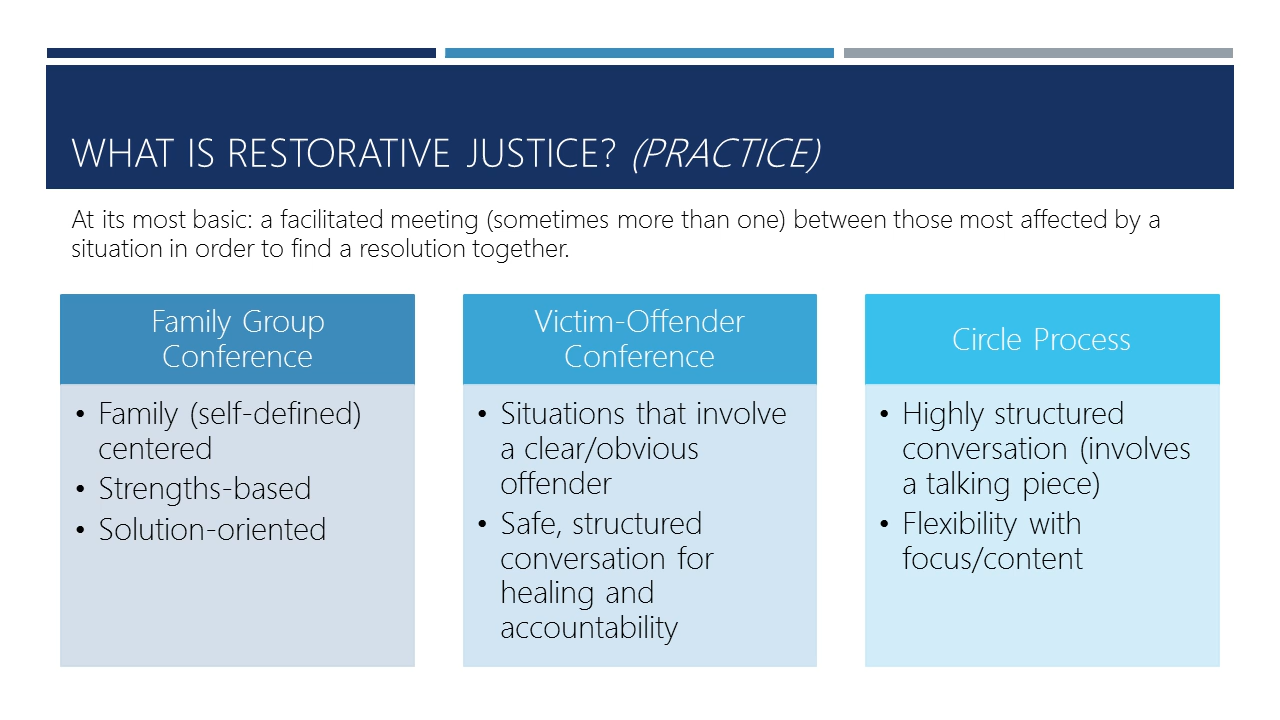 WHAT IS RESTORATIVE JUSTICE? (PRACTICE)
At its most basic: a facilitated meeting (sometimes more than one) between those most affected by a
situation in order to find a resolution together.
Family Group
Conference
• Family (self-defined)
centered
• Strengths-based
• Solution-oriented
Victim-Offender
Conference
• Situations that involve
a clear/obvious
offender
• Safe, structured
conversation for
healing and
accountability
Circle Process
• Highly structured
conversation (involves
a talking piece)
• Flexibility with
focus/content